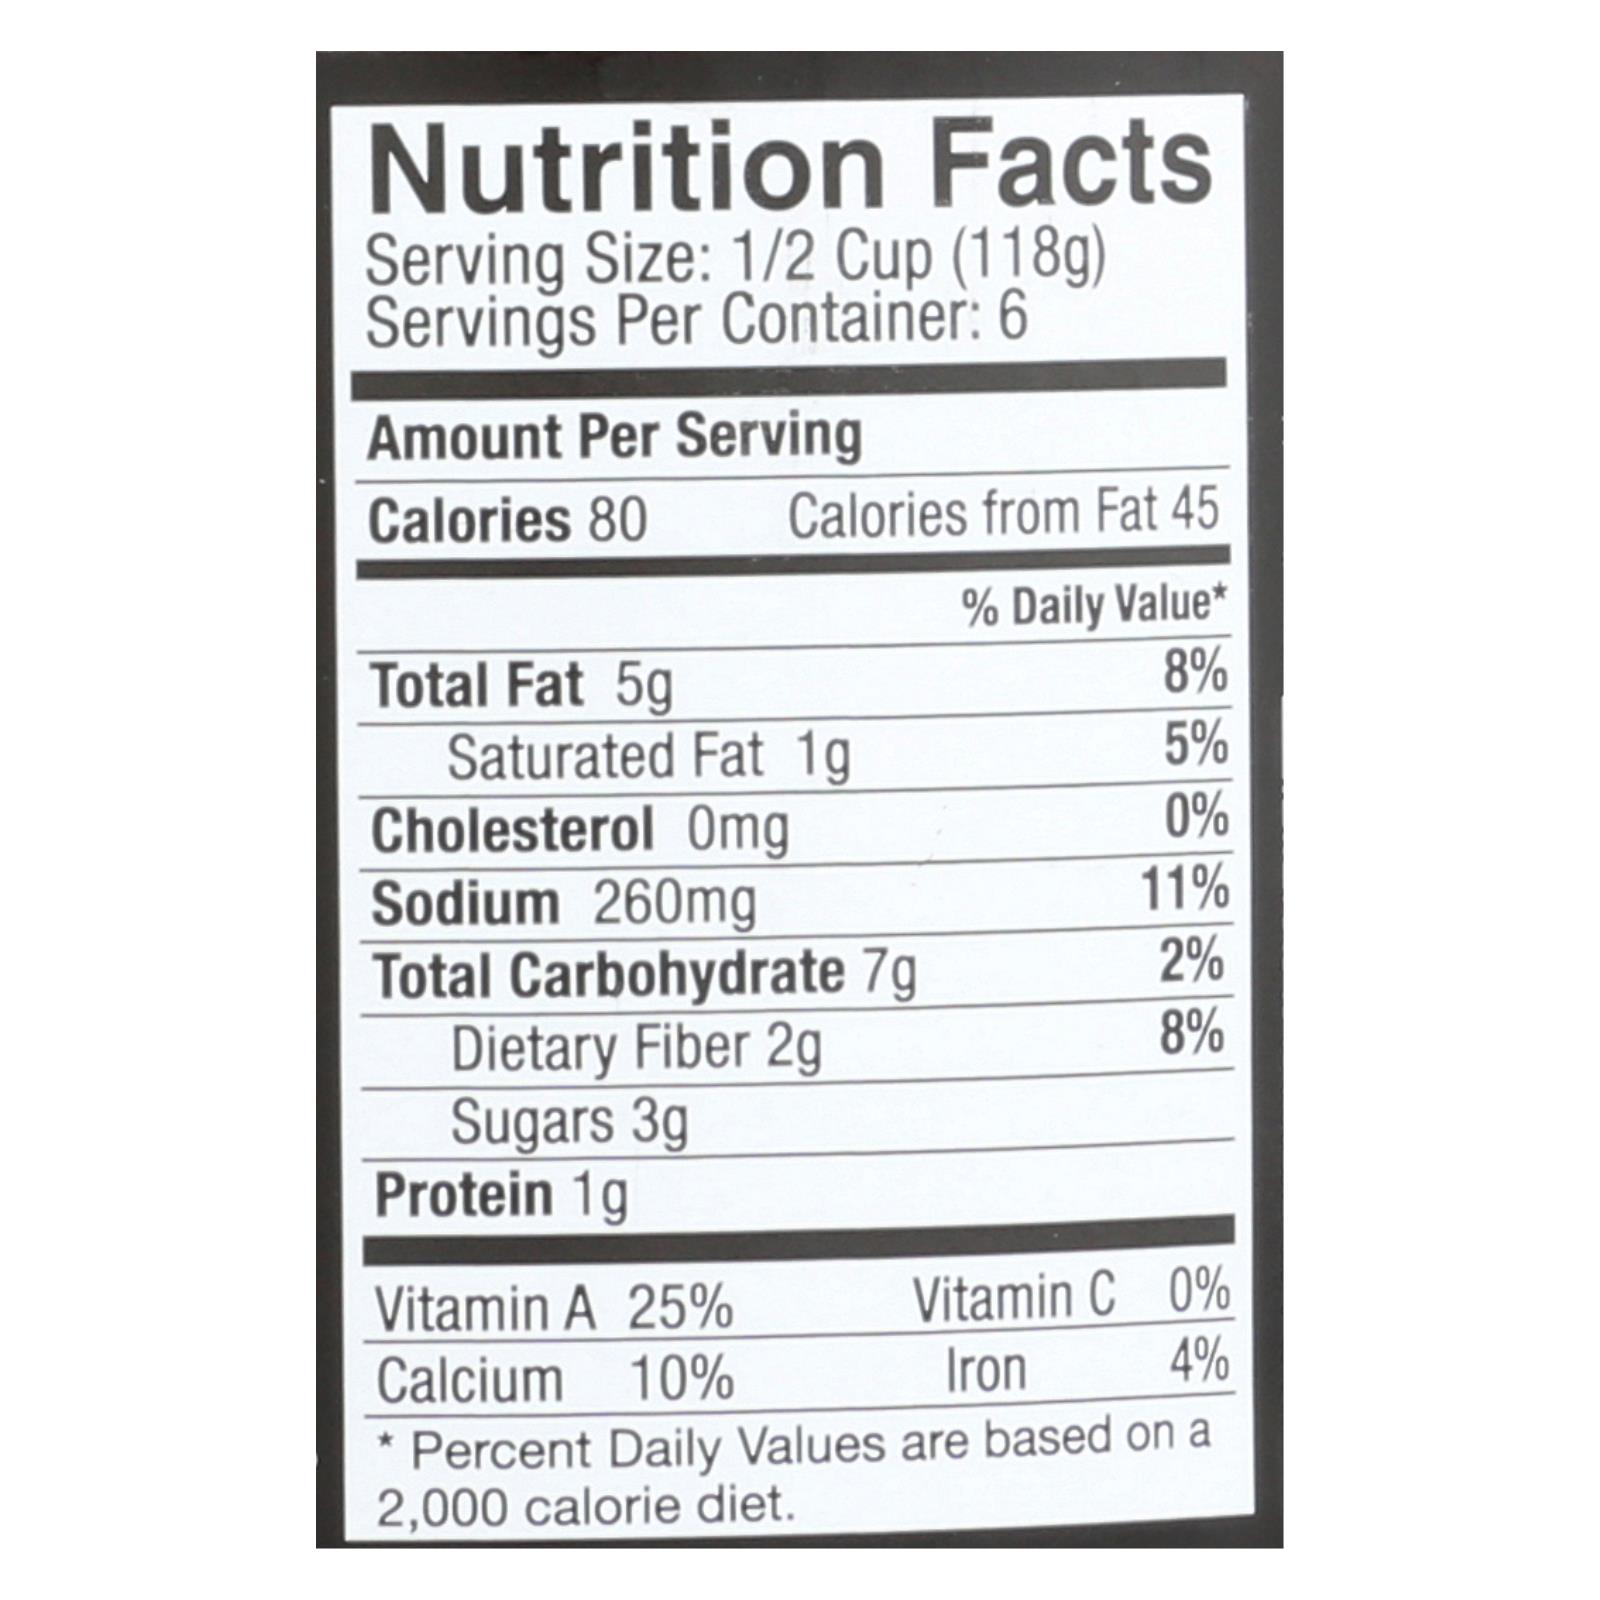 Nutrition Facts
Serving Size: 1/2 Cup (118g)
Servings Per Container: 6
Amount Per Serving
Calories 80 Calories from Fat 45
% Daily Value*
Total Fat 5g 8%
Saturated Fat 1g 5%
Cholesterol 0mg 0%
Sodium 260mg 11%
Total Carbohydrate 7g 2%
Dietary Fiber 2g 8%
Sugars 3g
Protein 1g
Vitamin A 25% Vitamin C 0%
Calcium 10% Iron 4%
* Percent Daily Values are based on a
2,000 calorie diet.